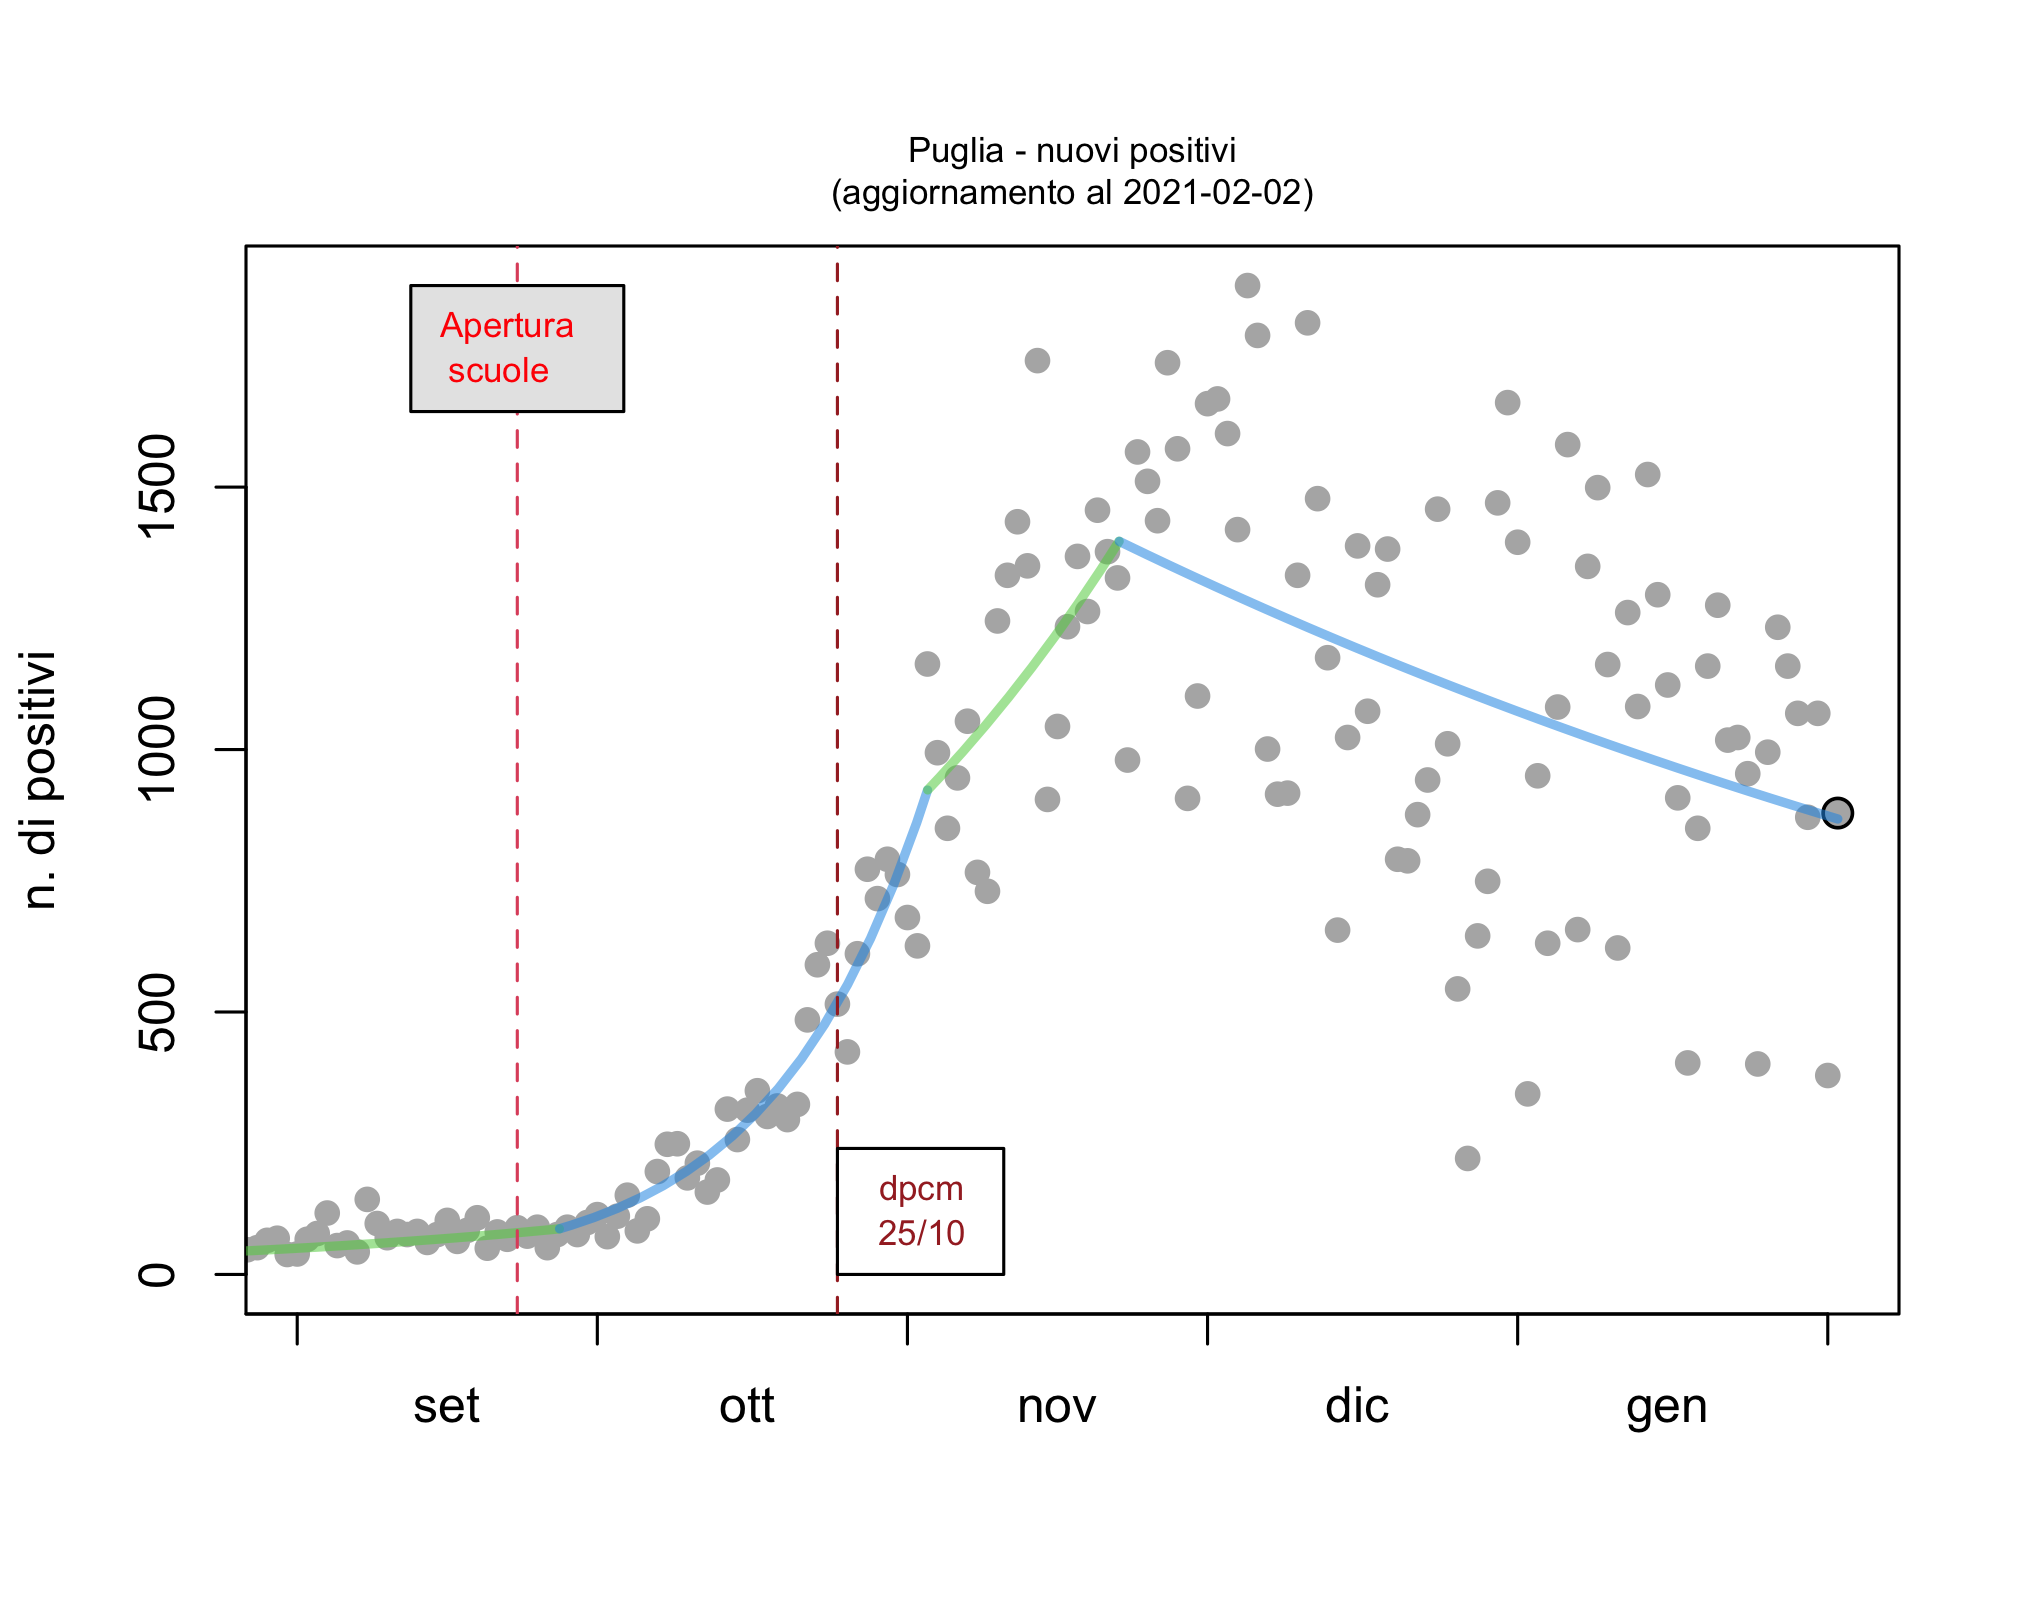 Puglia - nuovi positivi
(aggiornamento al 2021-02-02)
Apertura
scuole
n. di positivi
1500
1000
500
0
dpcm
25/10
set
ott
nov
dic
gen